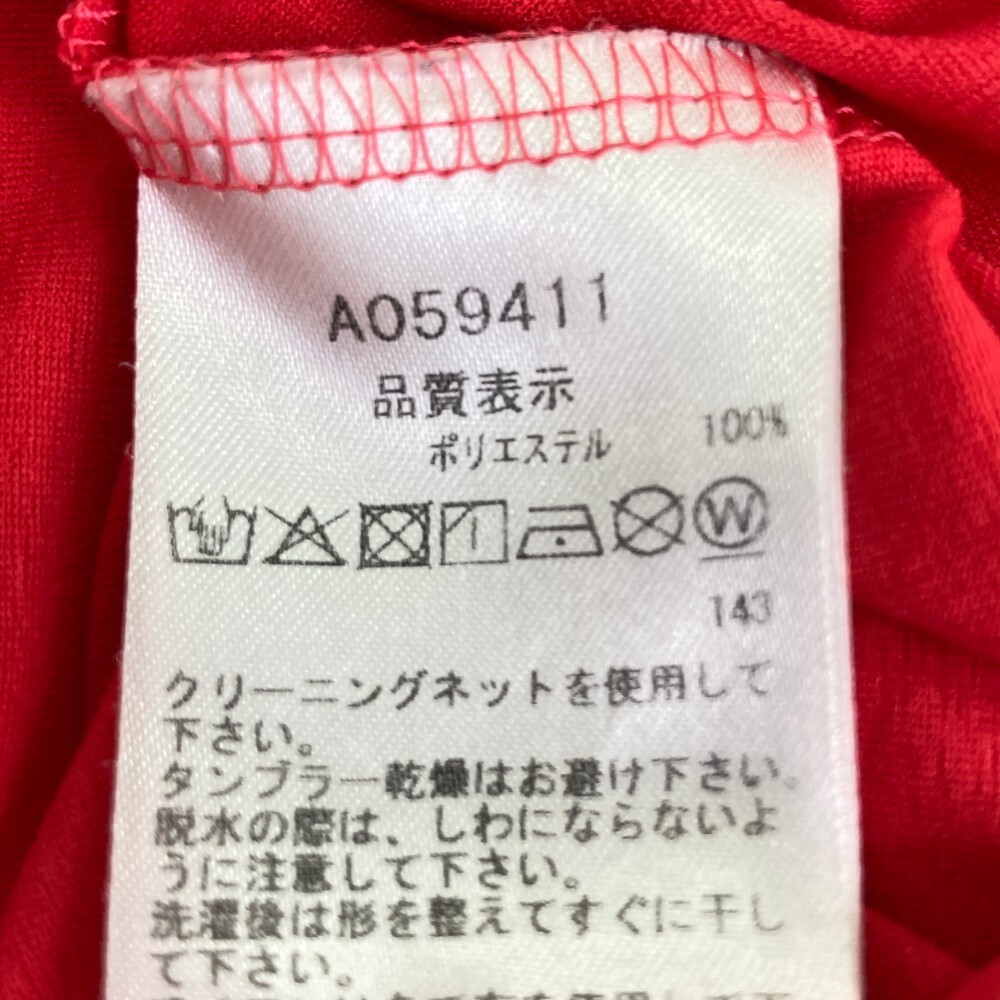 A059411
品質表示
ポリエステル 100%
W
143
クリーニングネットを使用して
下さい。
タンブラー乾燥はお避け下さい。
脱水の際は、しわにならないよ
うに注意して下さい。
洗濯後は形を整えてすぐに干し
て下さい。